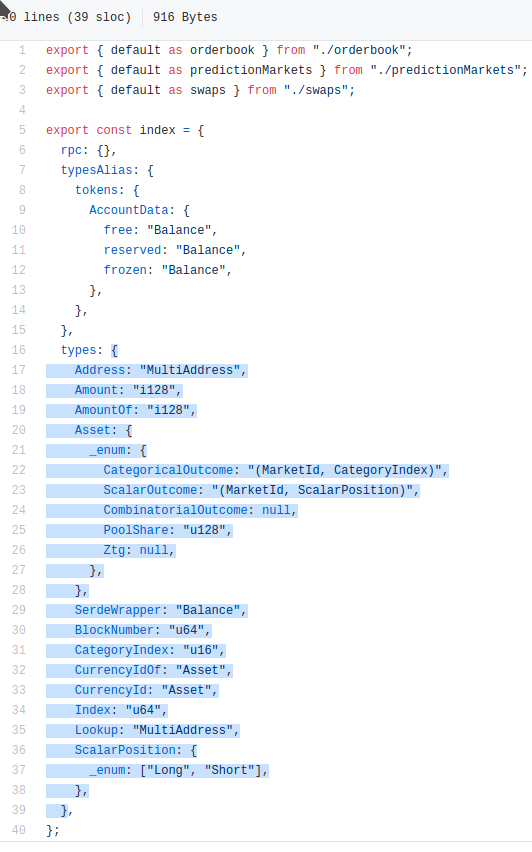 0 lines (39 sloc) 916 Bytes
1 export { default as orderbook } from "./orderbook";
2 export { default as predictionMarkets } from "./predictionMarkets";
3 export { default as swaps } from "./swaps";
4
5 export const index = {
6 rpc: {},
7 typesAlias: {
8 tokens: {
9 AccountData: {
10 free: "Balance",
11 reserved: "Balance",
12 frozen: "Balance",
13 },
14 },
15 },
16 types: {
17 Address: "MultiAddress",
18 Amount: "i128",
19 AmountOf: "i128",
20 Asset: {
21 _enum: {
22 CategoricalOutcome: "(MarketId, CategoryIndex)",
23 ScalarOutcome: "(MarketId, ScalarPosition)",
24 CombinatorialOutcome: null,
25 PoolShare: "u128",
26 Ztg: null,
27 },
28 },
29 SerdeWrapper: "Balance",
30 BlockNumber: "u64",
31 CategoryIndex: "u16",
32 CurrencyIdOf: "Asset",
33 CurrencyId: "Asset",
34 Index: "u64",
35 Lookup: "MultiAddress",
36 ScalarPosition: {
37 _enum: ["Long", "Short"],
38 },
39 },
40 };